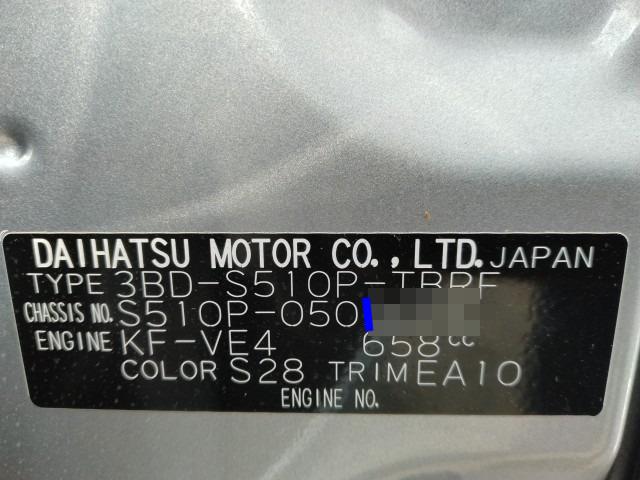 DAIHATSU MOTOR CO., LTD. JAPAN
TYPE 3BD-S510P-TBPF
CHASSIS NO. S510P-050
ENGINE KF-VE4 658cc
COLOR S28 TRIM EA10
ENGINE NO.